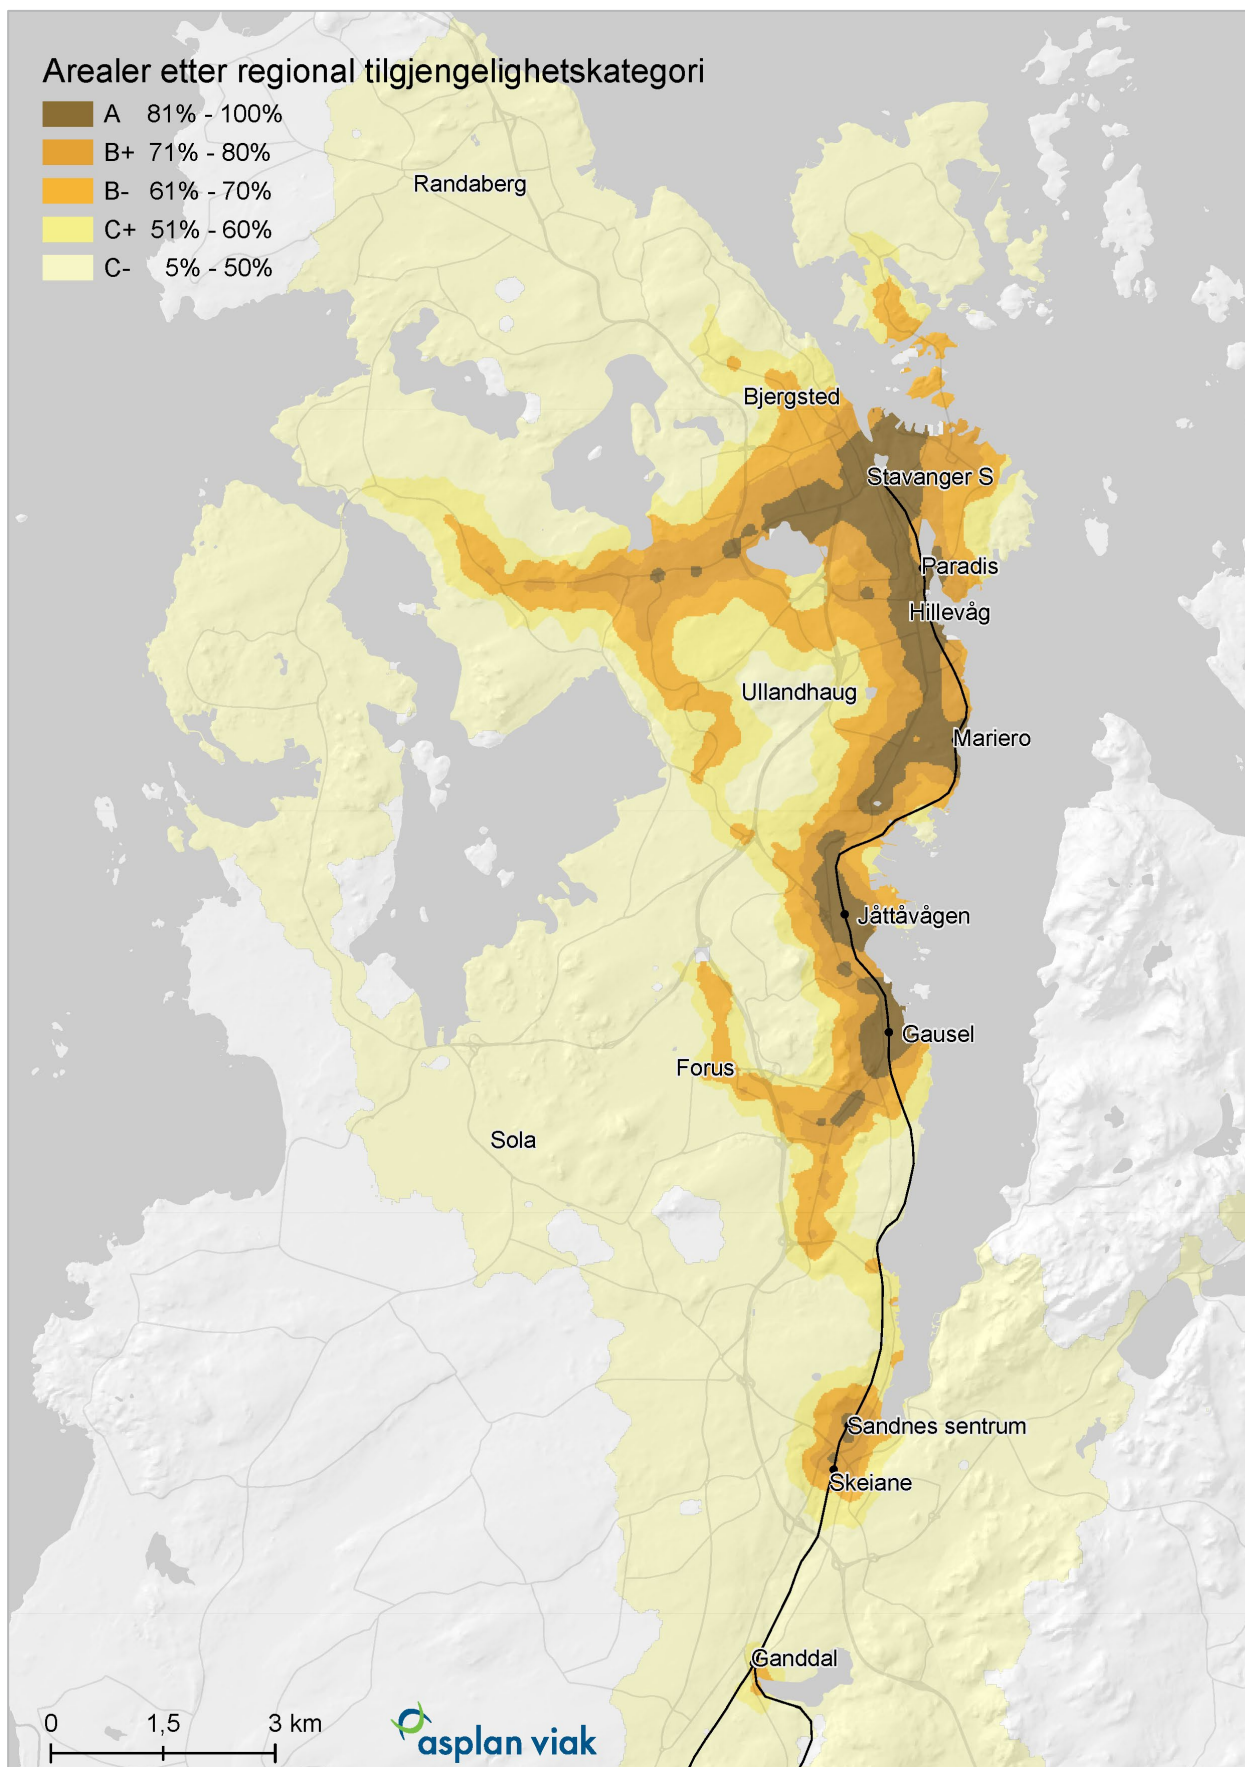 Arealer etter regional tilgjengelighetskategori
A 81% - 100%
B+ 71% - 80%
B- 61% - 70%
C+ 51% - 60%
C- 5% - 50%
Randaberg
Bjergsted
Stavanger S
Paradis
Hillevåg
Ullandhaug
Mariero
Jåttåvågen
Gausel
Forus
Sola
Sandnes sentrum
Skeiane
Ganddal
0 1,5 3 km
asplan viak